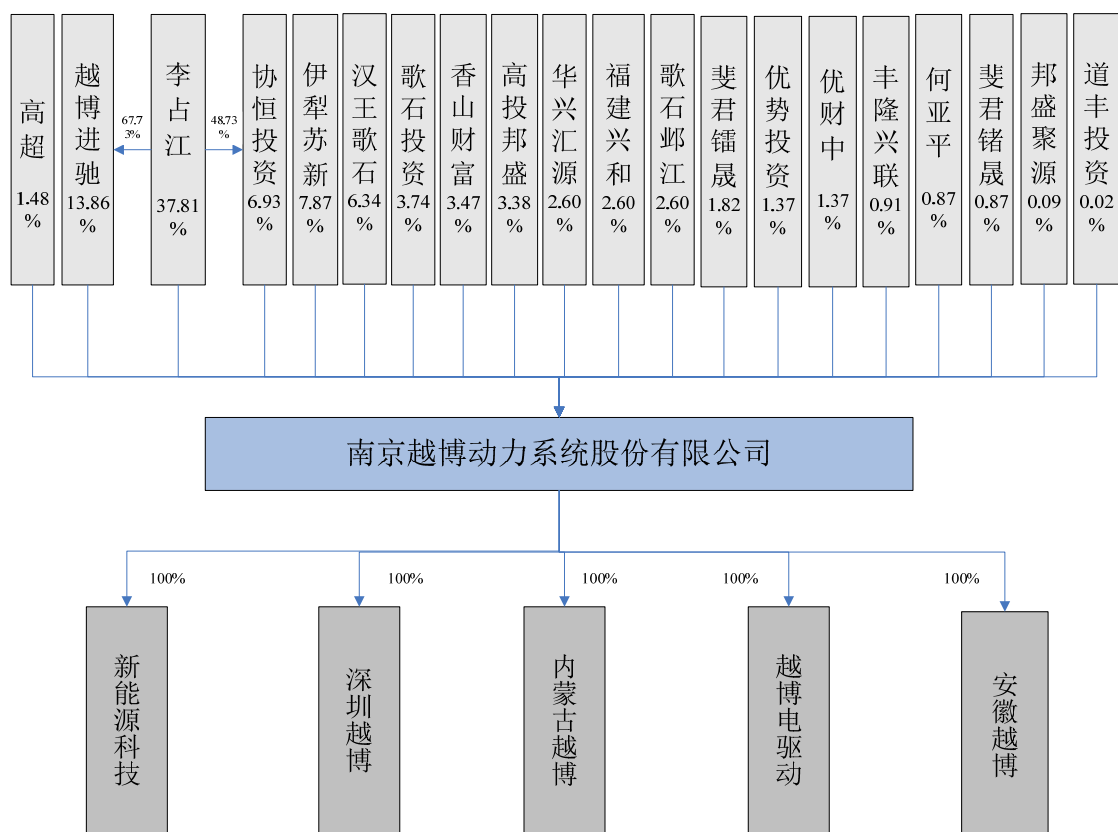 高超
1.48%
越博进驰
13.86%
67.73%
李占江
37.81%
48.73%
协恒投资
6.93%
伊犁苏新
7.87%
汉王歌石
6.34%
歌石投资
3.74%
香山财富
3.47%
高投邦盛
3.38%
华兴汇源
2.60%
福建兴和
2.60%
歌石邺江
2.60%
斐君镭晟
1.82%
优势投资
1.37%
优财中
1.37%
丰隆兴联
0.91%
何亚平
0.87%
斐君锗晟
0.87%
邦盛聚源
0.09%
道丰投资
0.02%
南京越博动力系统股份有限公司
100%
100%
100%
100%
100%
新能源科技
深圳越博
内蒙古越博
越博电驱动
安徽越博